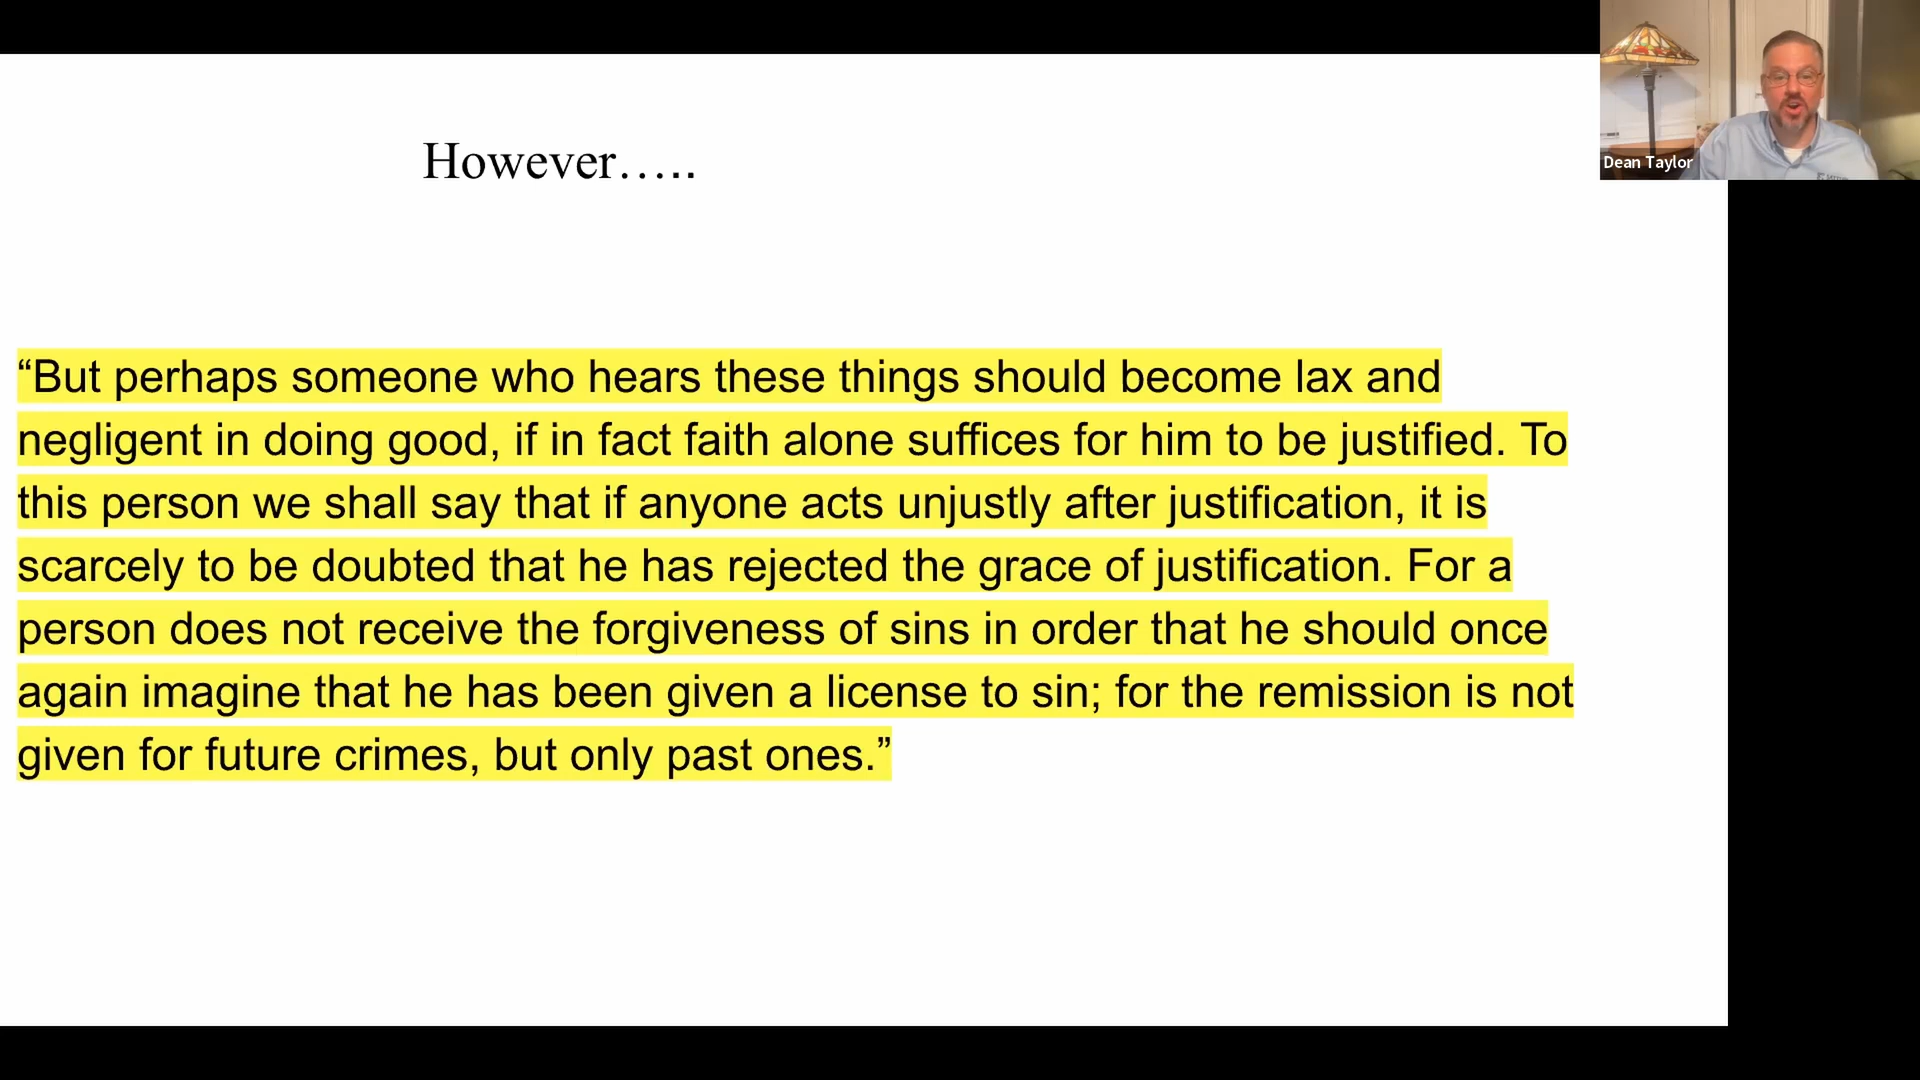 However…..
“But perhaps someone who hears these things should become lax and
negligent in doing good, if in fact faith alone suffices for him to be justified. To
this person we shall say that if anyone acts unjustly after justification, it is
scarcely to be doubted that he has rejected the grace of justification. For a
person does not receive the forgiveness of sins in order that he should once
again imagine that he has been given a license to sin; for the remission is not
given for future crimes, but only past ones.”
Dean Taylor